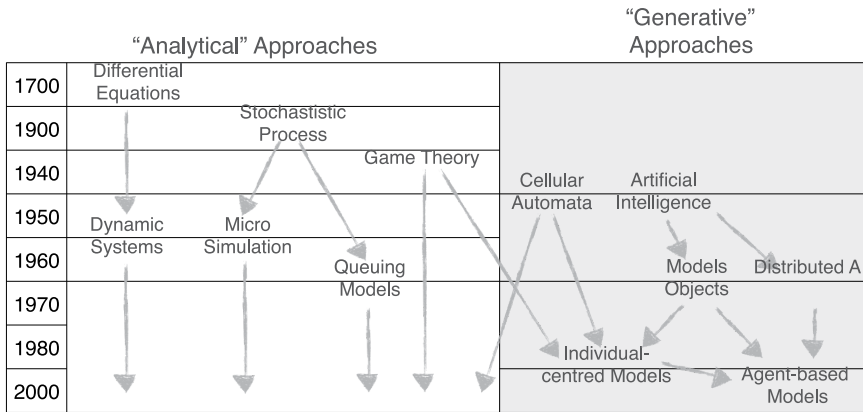 “Generative”
“Analytical” Approaches
Approaches
1700
Differential
Equations
1900
Stochastistic
Process
1940
Game Theory
Cellular
Automata
Artificial
Intelligence
1950
Dynamic
Systems
Micro
Simulation
1960
Queuing
Models
Models
Objects
Distributed A
1970
1980
Individual-
centred Models
2000
Agent-based
Models